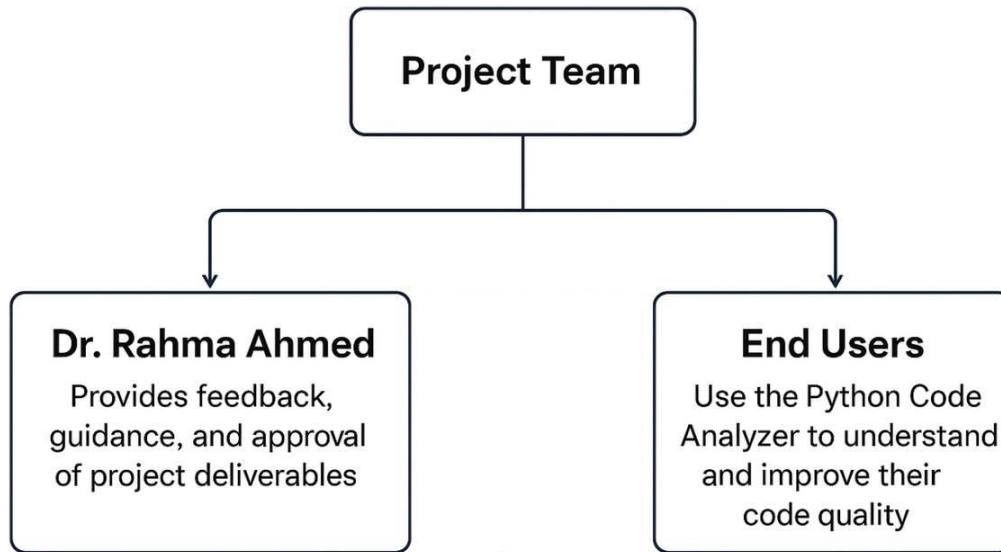 Project Team
Dr. Rahma Ahmed
Provides feedback,
guidance, and approval
of project deliverables
End Users
Use the Python Code
Analyzer to understand
and improve their
code quality